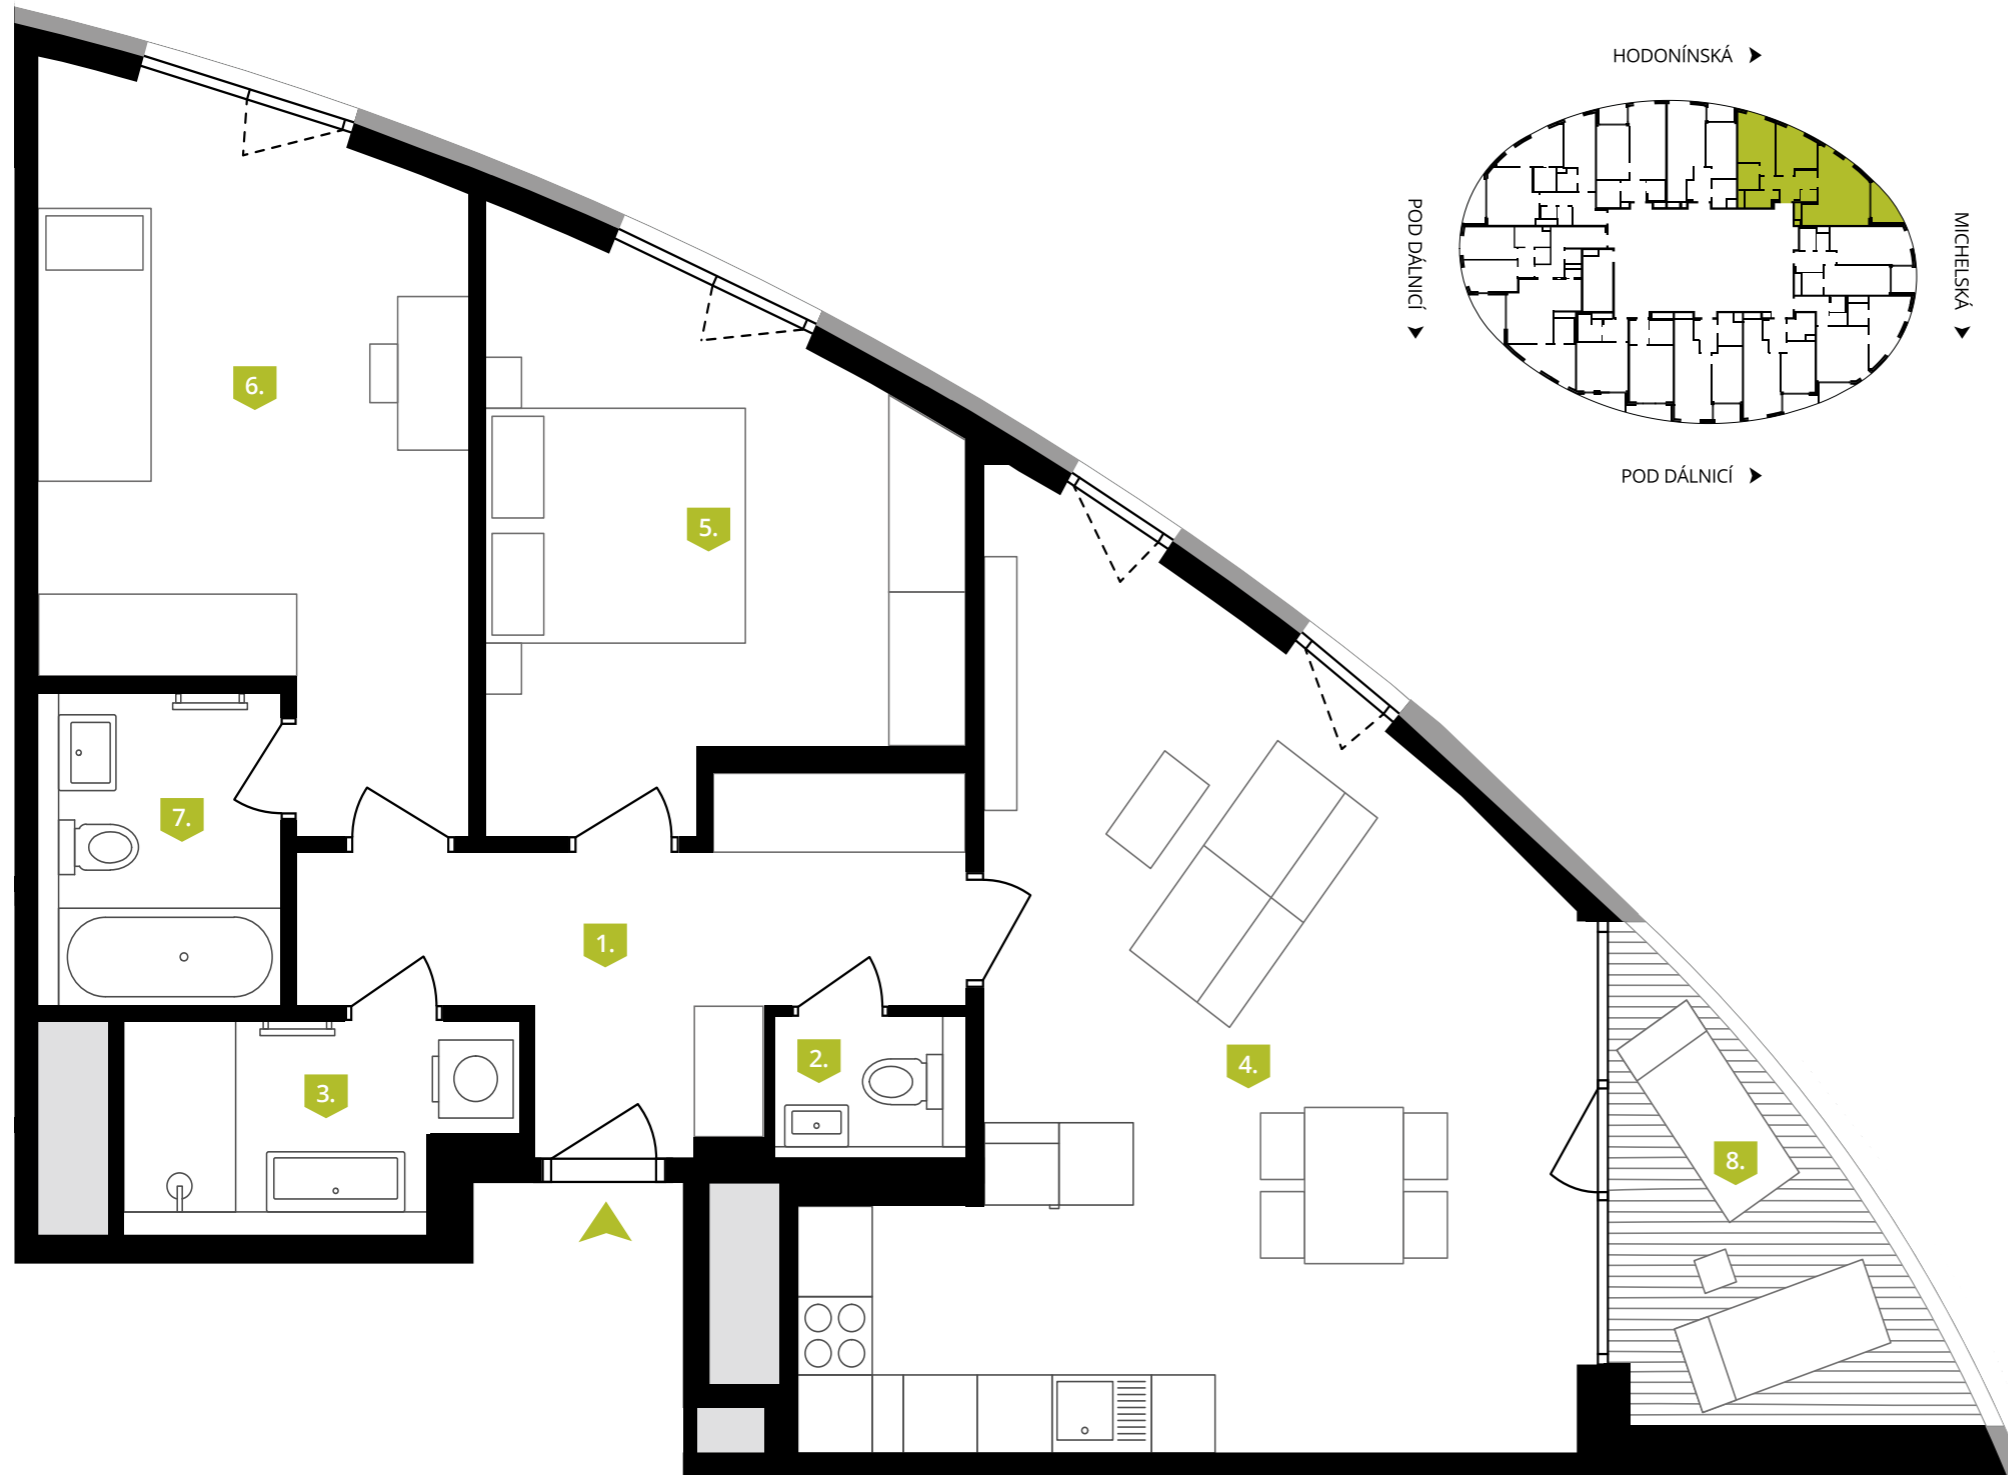 HODONÍNSKÁ
POD DÁLNICÍ
MICHELSKÁ
POD DÁLNICÍ
6.
5.
7.
1.
2.
3.
4.
8.